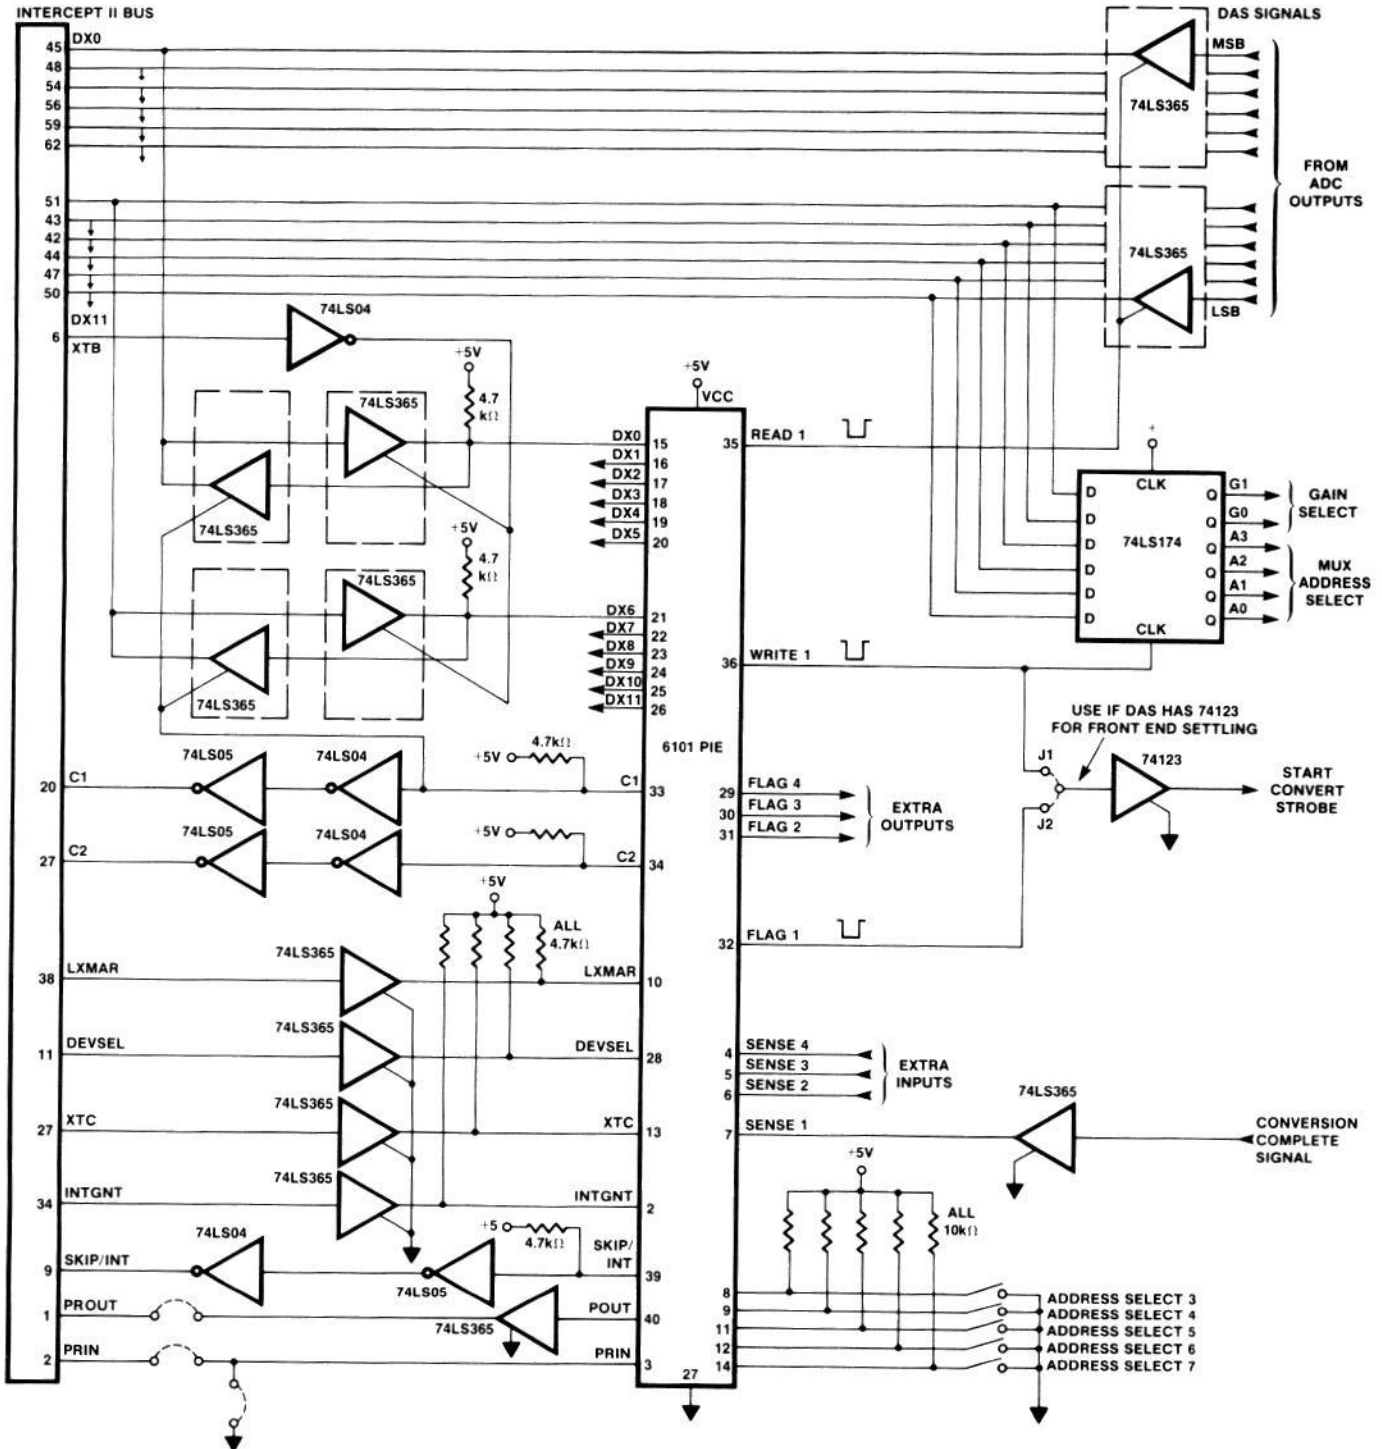 INTERCEPT II BUS
DAS SIGNALS
45 DX0
48
54
56
59
62
MSB
74LS365
FROM
ADC
OUTPUTS
51
43
42
44
47
50
DX11
6
XTB
74LS04
74LS365
LSB
+5V
4.7
kΩ
74LS365
74LS365
+5V
4.7
kΩ
74LS365
74LS365
+5V
VCC
DX0 15
DX1 16
DX2 17
DX3 18
DX4 19
DX5 20
DX6 21
DX7 22
DX8 23
DX9 24
DX10 25
DX11 26
6101 PIE
35 READ 1
+
CLK
D Q G1
D Q G0
D Q A3
D Q A2
D Q A1
D Q A0
74LS174
CLK
GAIN
SELECT
MUX
ADDRESS
SELECT
36 WRITE 1
USE IF DAS HAS 74123
FOR FRONT END SETTLING
J1
J2
74123
START
CONVERT
STROBE
20 C1
74LS05
74LS04
+5V
4.7kΩ
C1 33
27 C2
74LS05
74LS04
+5V
C2 34
29 FLAG 4
30 FLAG 3
31 FLAG 2
EXTRA
OUTPUTS
+5V
ALL
4.7kΩ
32 FLAG 1
38 LXMAR
74LS365
LXMAR 10
11 DEVSEL
74LS365
DEVSEL 28
27 XTC
74LS365
XTC 13
34 INTGNT
74LS365
INTGNT 2
4 SENSE 4
5 SENSE 3
6 SENSE 2
EXTRA
INPUTS
7 SENSE 1
74LS365
CONVERSION
COMPLETE
SIGNAL
9 SKIP/INT
74LS04
74LS05
+5
4.7kΩ
SKIP/
INT
39
1 PROUT
74LS365
POUT
40
2 PRIN
PRIN
3
27
+5V
ALL
10kΩ
8 ADDRESS SELECT 3
9 ADDRESS SELECT 4
11 ADDRESS SELECT 5
12 ADDRESS SELECT 6
14 ADDRESS SELECT 7